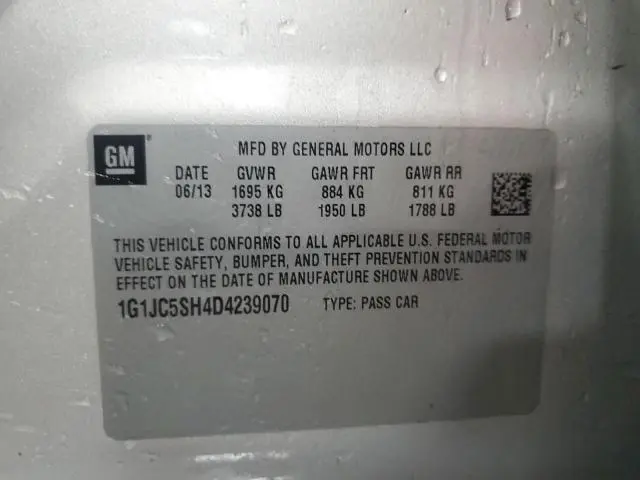 GM
MFD BY GENERAL MOTORS LLC
DATE GVWR GAWR FRT GAWR RR
06/13 1695 KG 884 KG 811 KG
3738 LB 1950 LB 1788 LB
THIS VEHICLE CONFORMS TO ALL APPLICABLE U.S. FEDERAL MOTOR
VEHICLE SAFETY, BUMPER, AND THEFT PREVENTION STANDARDS IN
EFFECT ON THE DATE OF MANUFACTURE SHOWN ABOVE.
1G1JC5SH4D4239070 TYPE: PASS CAR